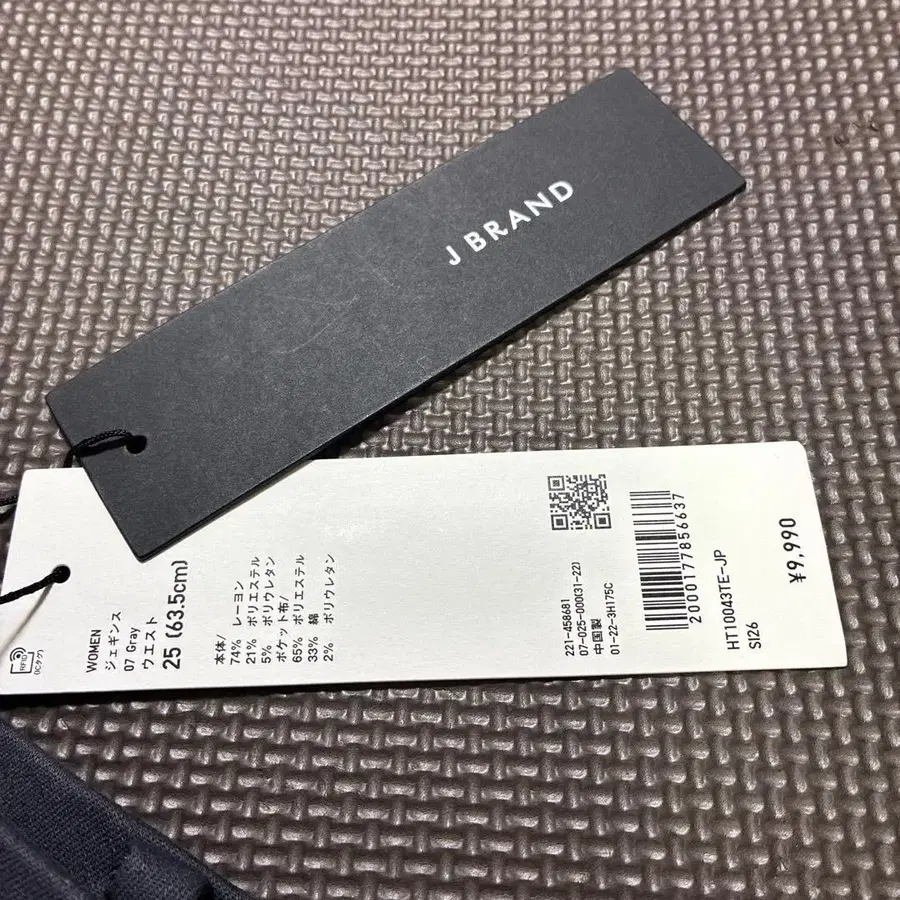 J BRAND
RFID
(ICタグ)
WOMEN
ジェギンス
07 Gray
ウエスト
25 (63.5cm)
本体/
74% レーヨン
21% ポリエステル
5% ポリウレタン
ポケット布/
65% ポリエステル
33% 綿
2% ポリウレタン
221-458681
07-025-000(31-22)
中国製
01-22-3H175C
2000177856637
HT10043TE-JP
SI26
¥9,990